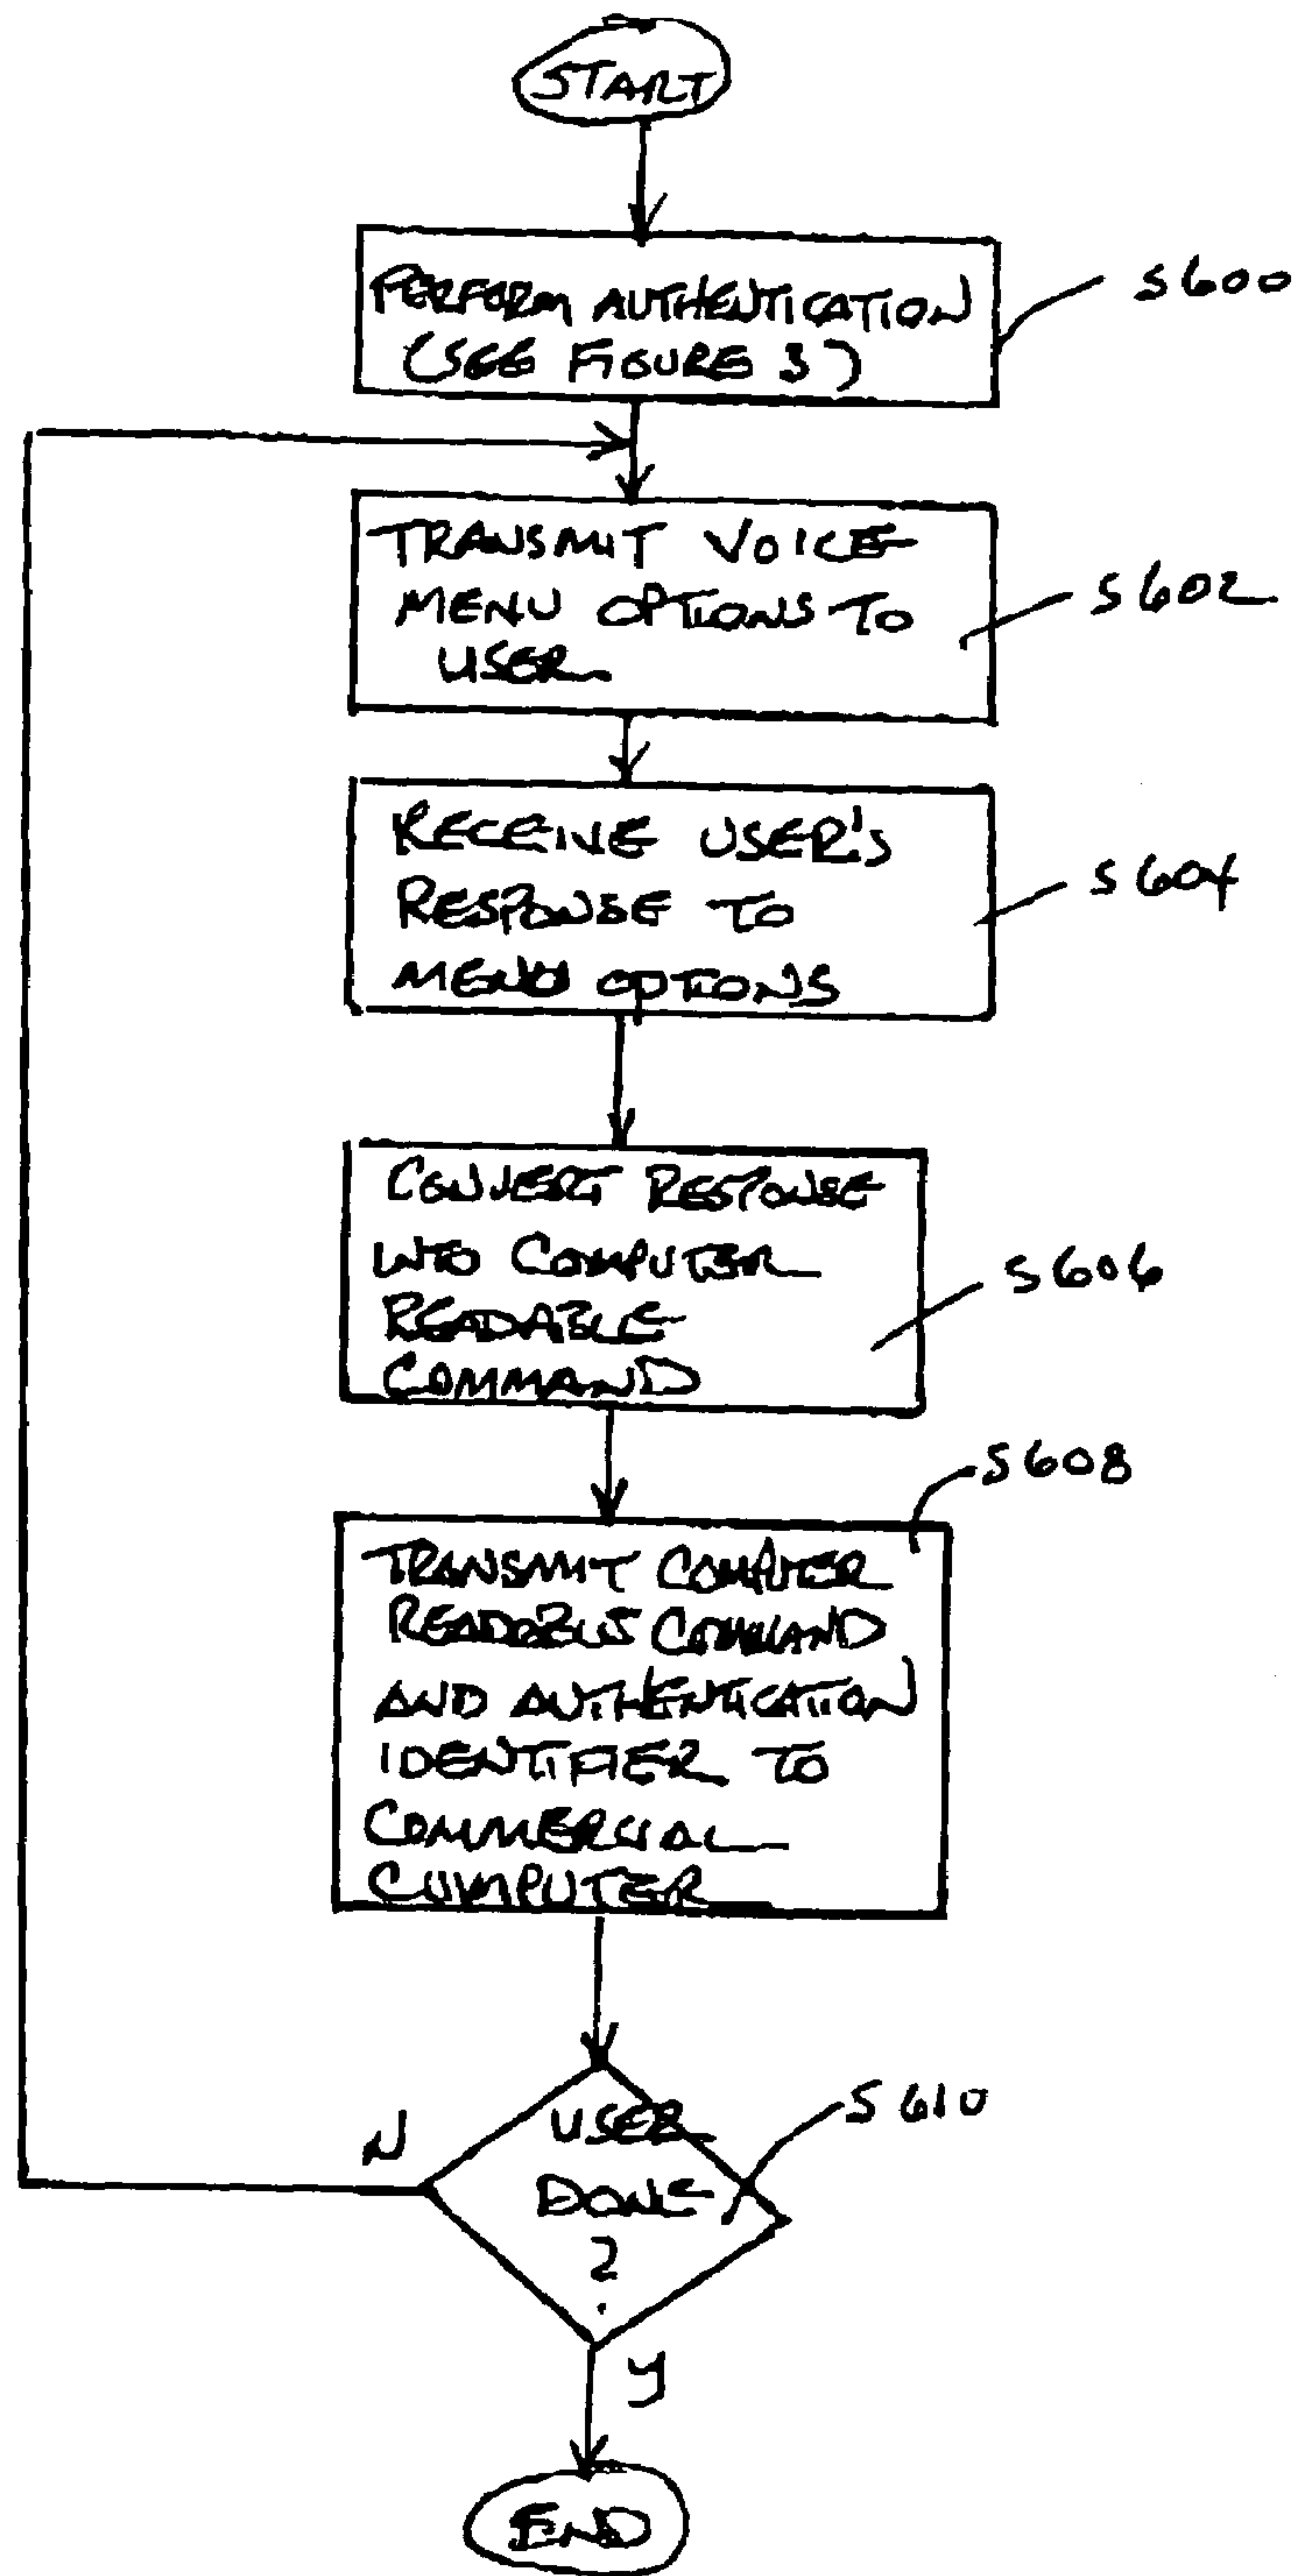 START
PERFORM AUTHENTICATION
(SEE FIGURE 3)
S600
TRANSMIT VOICE
MENU OPTIONS TO
USER
S602
RECEIVE USER'S
RESPONSE TO
MENU OPTIONS
S604
CONVERT RESPONSE
INTO COMPUTER
READABLE
COMMAND
S606
S608
TRANSMIT COMPUTER
READABLE COMMAND
AND AUTHENTICATION
IDENTIFIER TO
COMMERCIAL
COMPUTER
S610
N
USER
DONE
?
Y
END